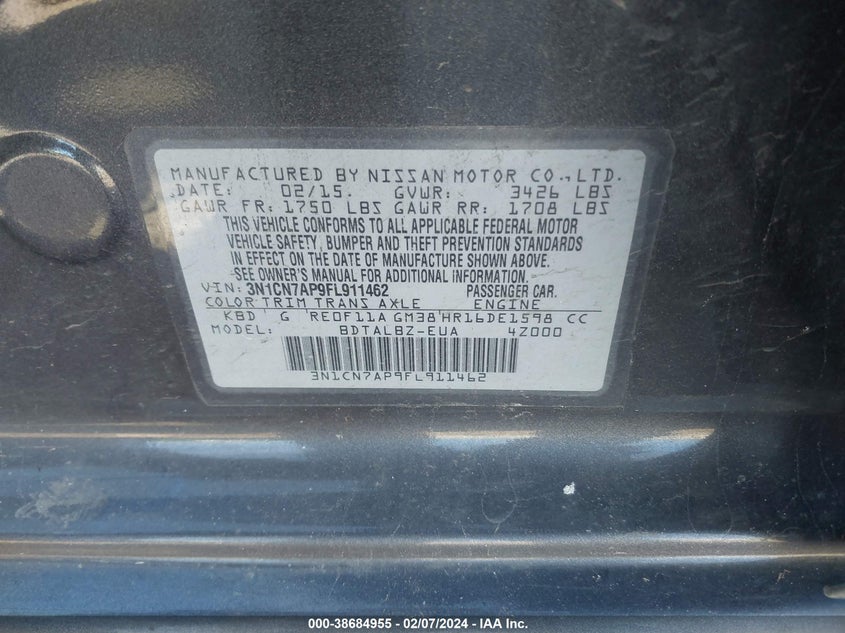 MANUFACTURED BY NISSAN MOTOR CO., LTD.
DATE: 02/15. GVWR: 3426 LBS
GAWR FR: 1750 LBS GAWR RR: 1708 LBS
THIS VEHICLE CONFORMS TO ALL APPLICABLE FEDERAL MOTOR
VEHICLE SAFETY, BUMPER AND THEFT PREVENTION STANDARDS
IN EFFECT ON THE DATE OF MANUFACTURE SHOWN ABOVE.
SEE OWNER'S MANUAL FOR ADDITIONAL INFORMATION.
VIN: 3N1CN7AP9FL911462 PASSENGER CAR.
COLOR TRIM TRANS AXLE ENGINE
KBD G RE0F11A GM38 HR16DE1598 CC
BDTALBZ-EUA 4Z000
3N1CN7AP9FL911462
000-38684955 - 02/07/2024 - IAA Inc.